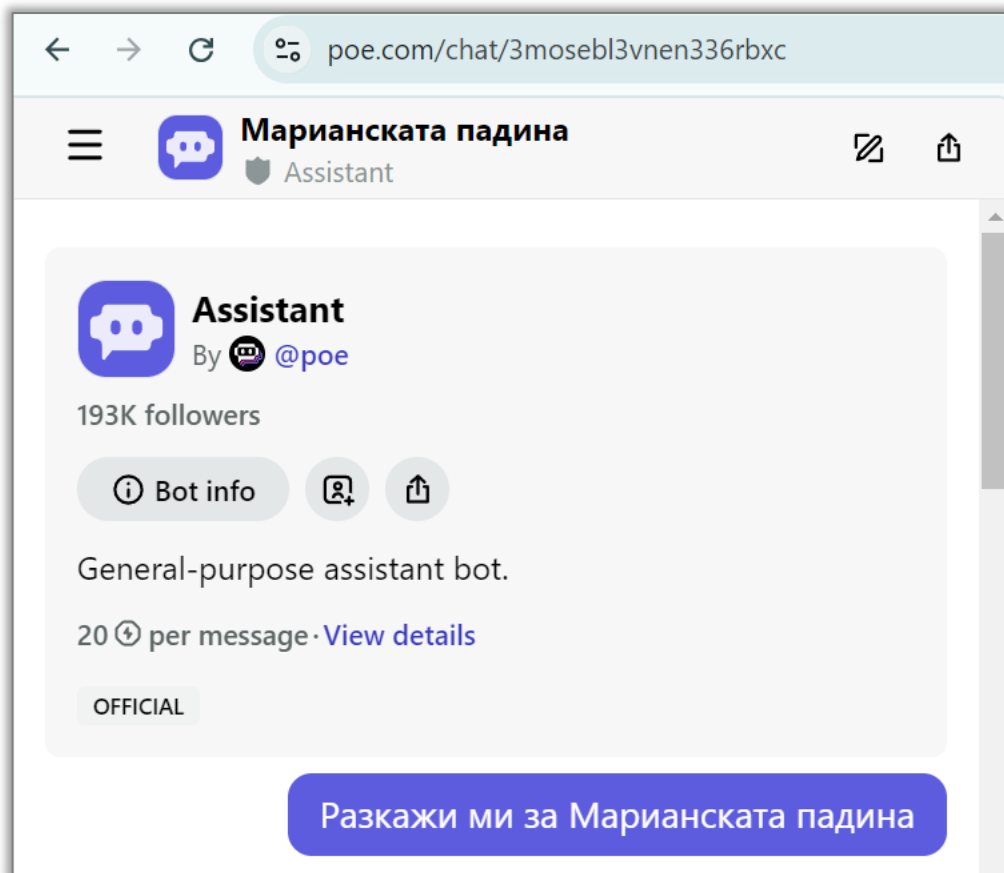 poe.com/chat/3mosebl3vnen336rbxc
Марианската падина
Assistant
Assistant
By @poe
193K followers
Bot info
General-purpose assistant bot.
20 per message · View details
OFFICIAL
Разкажи ми за Марианската падина